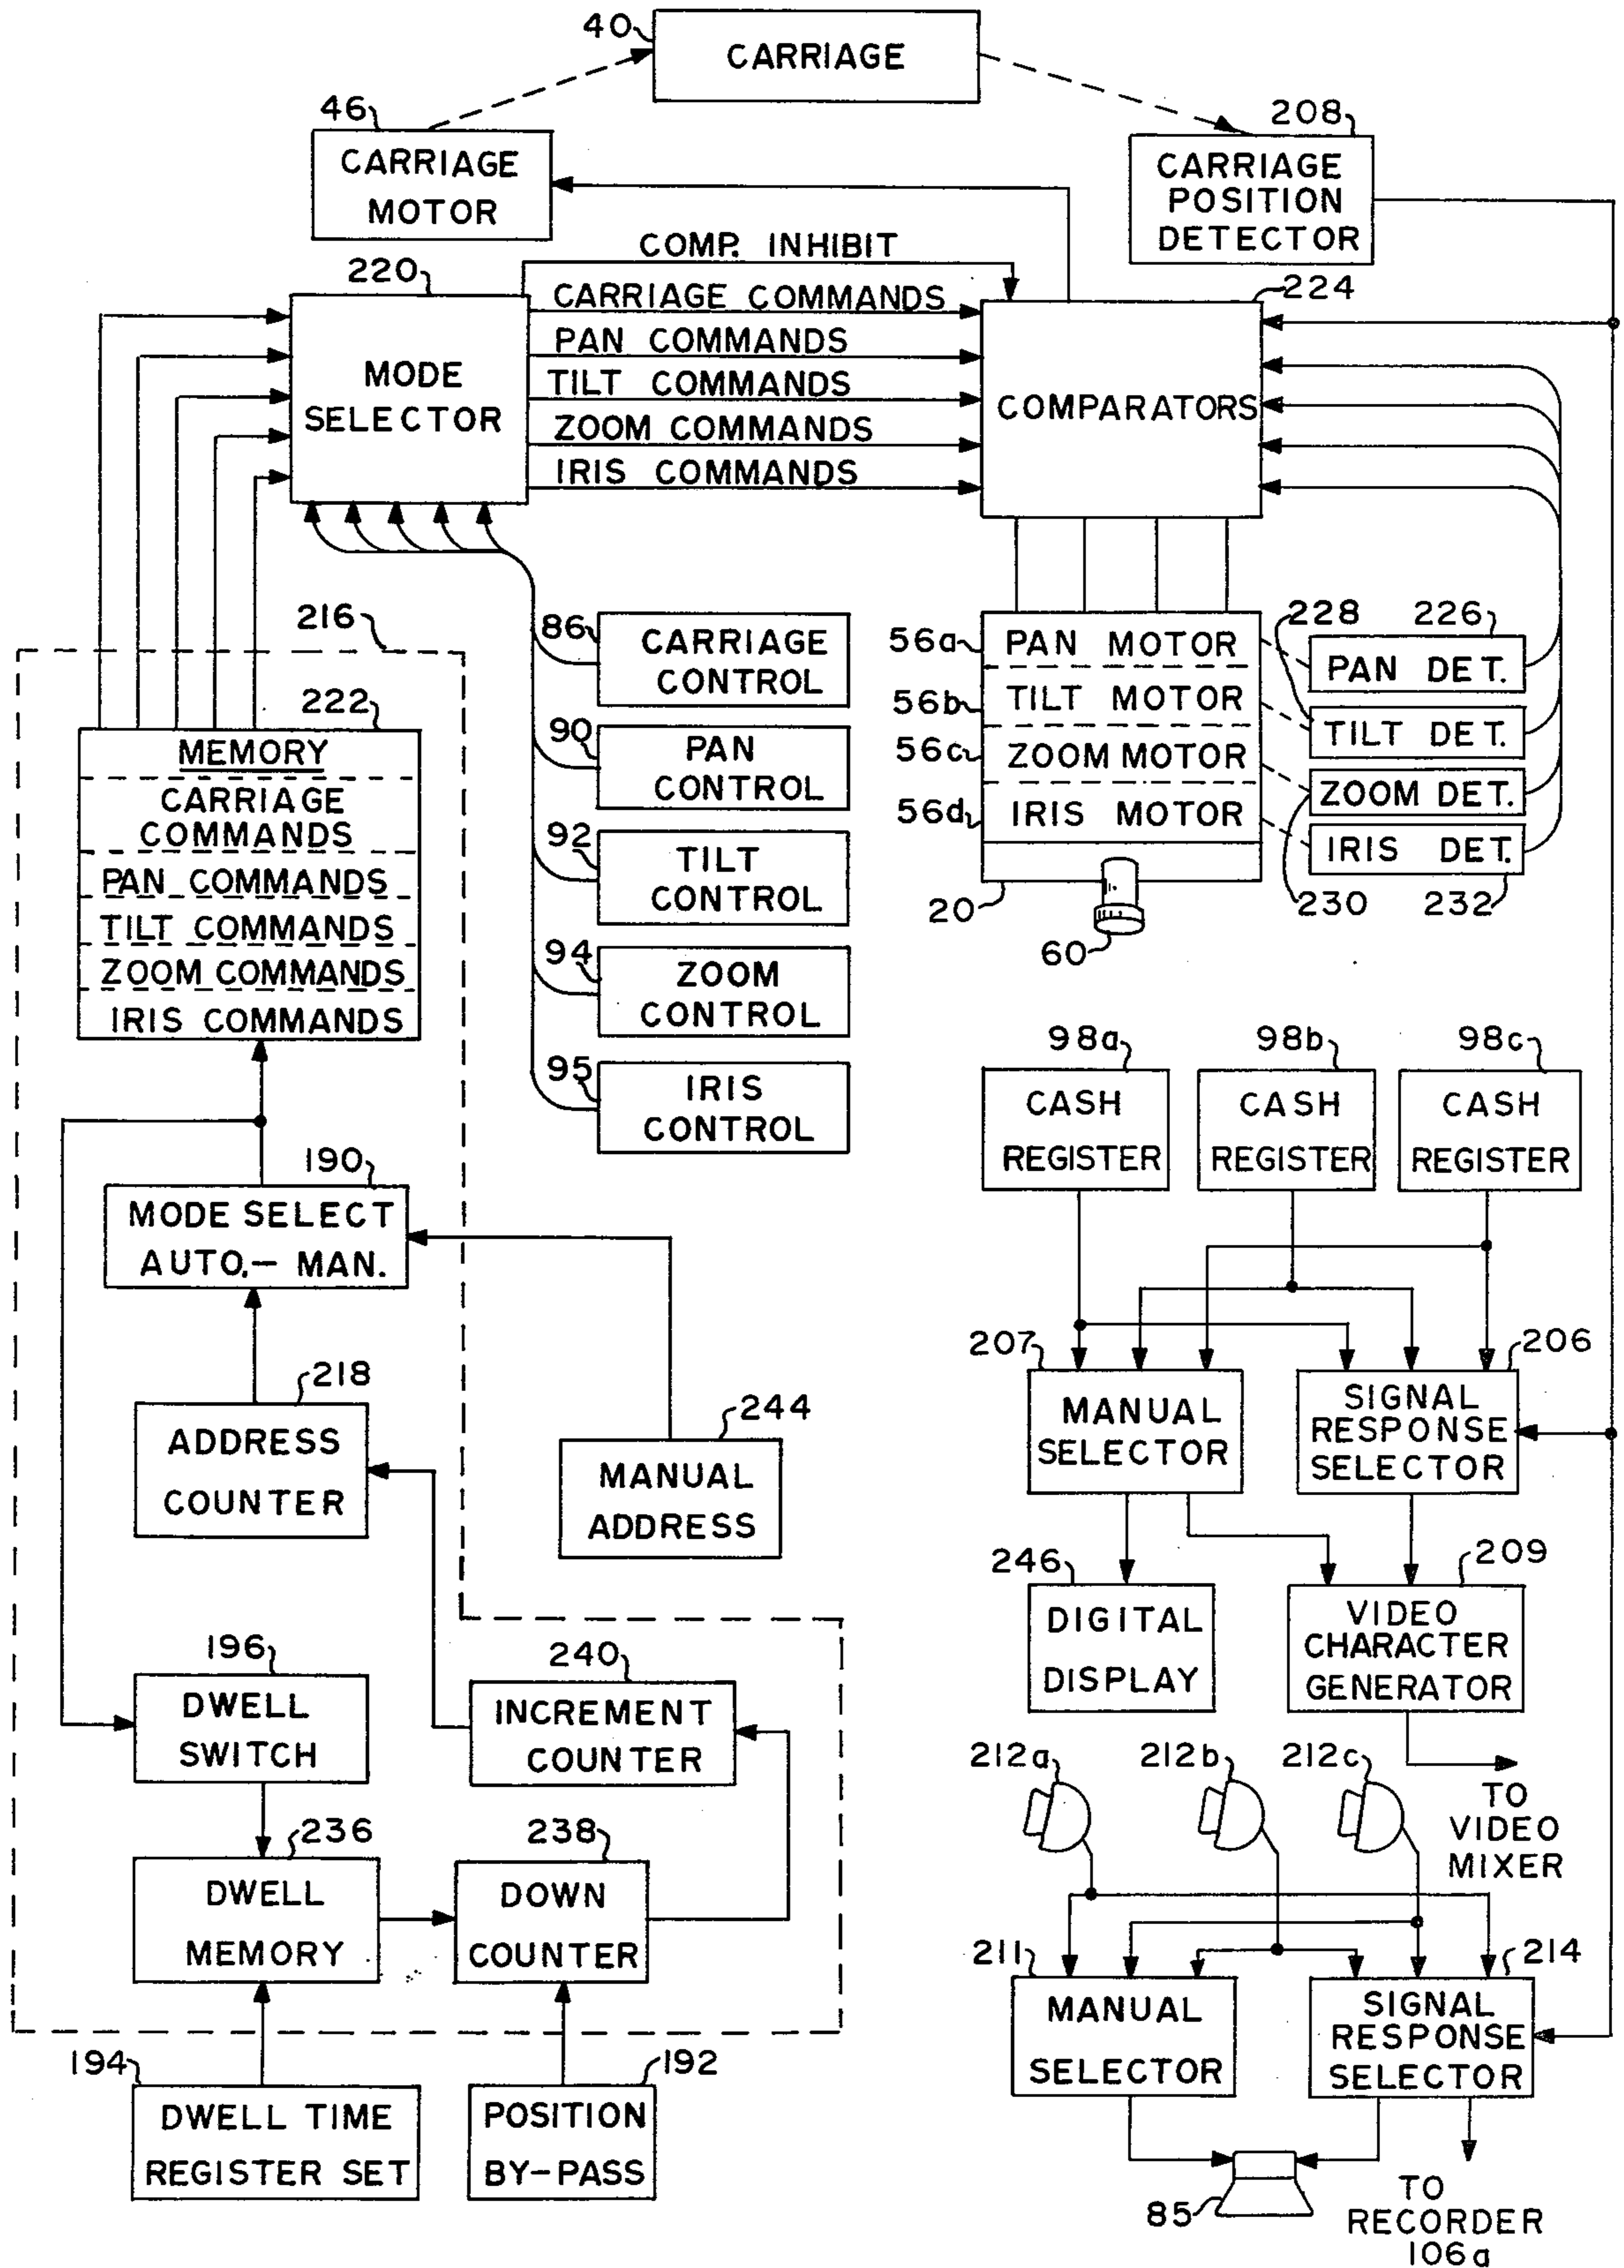 40
CARRIAGE
46
CARRIAGE
MOTOR
208
CARRIAGE
POSITION
DETECTOR
COMP. INHIBIT
220
CARRIAGE COMMANDS
224
PAN COMMANDS
MODE
SELECTOR
TILT COMMANDS
COMPARATORS
ZOOM COMMANDS
IRIS COMMANDS
216
86
CARRIAGE
CONTROL
56a
PAN MOTOR
228
226
PAN DET.
56b
TILT MOTOR
TILT DET.
222
MEMORY
90
PAN
CONTROL
56c
ZOOM MOTOR
ZOOM DET.
CARRIAGE
COMMANDS
56d
IRIS MOTOR
IRIS DET.
92
TILT
CONTROL
PAN COMMANDS
TILT COMMANDS
20
60
230
232
ZOOM COMMANDS
94
ZOOM
CONTROL
IRIS COMMANDS
95
IRIS
CONTROL
98a
98b
98c
CASH
REGISTER
CASH
REGISTER
CASH
REGISTER
190
MODE SELECT
AUTO.- MAN.
218
ADDRESS
COUNTER
244
MANUAL
ADDRESS
207
MANUAL
SELECTOR
206
SIGNAL
RESPONSE
SELECTOR
246
DIGITAL
DISPLAY
209
VIDEO
CHARACTER
GENERATOR
196
DWELL
SWITCH
240
INCREMENT
COUNTER
212a
212b
212c
TO
VIDEO
MIXER
236
DWELL
MEMORY
238
DOWN
COUNTER
211
MANUAL
SELECTOR
214
SIGNAL
RESPONSE
SELECTOR
194
DWELL TIME
REGISTER SET
192
POSITION
BY-PASS
85
TO
RECORDER
106a